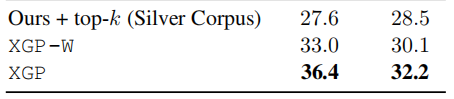 Ours + top-k (Silver Corpus) 27.6 28.5
XGP-W 33.0 30.1
XGP 36.4 32.2